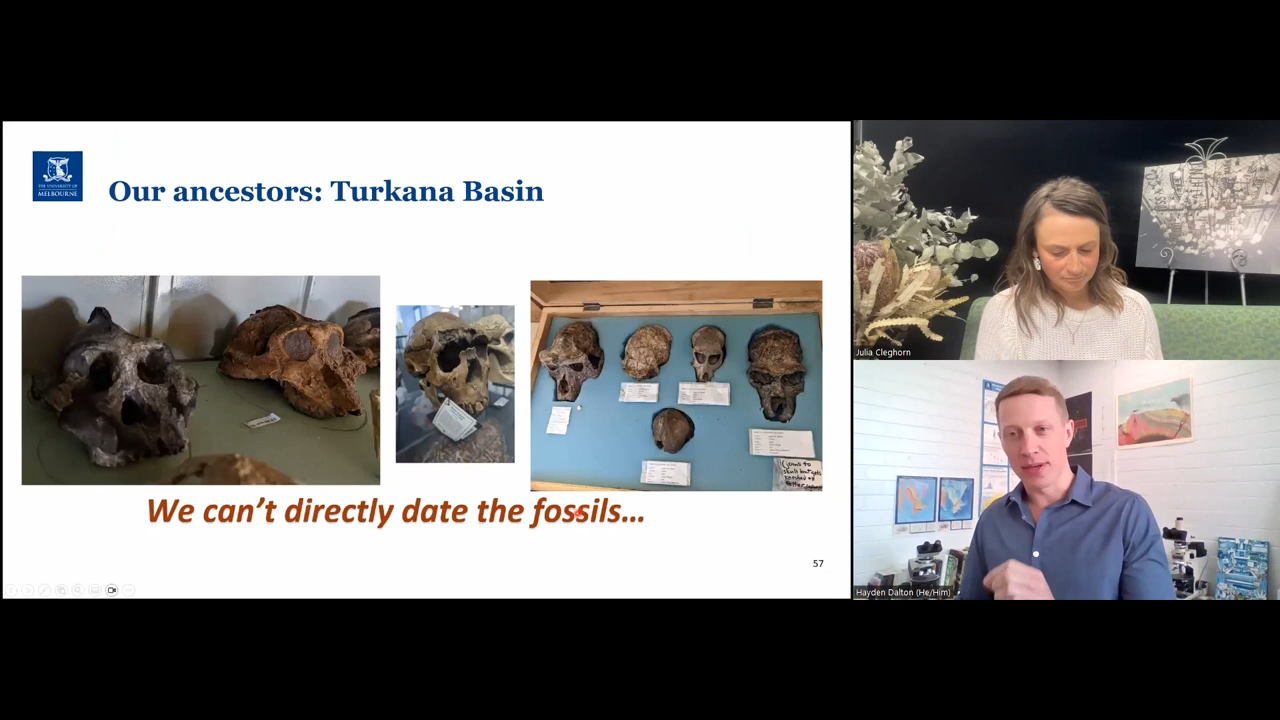 THE UNIVERSITY OF
MELBOURNE
Our ancestors: Turkana Basin
We can't directly date the fossils...
57
Julia Cleghorn
Hayden Dalton (He/Him)